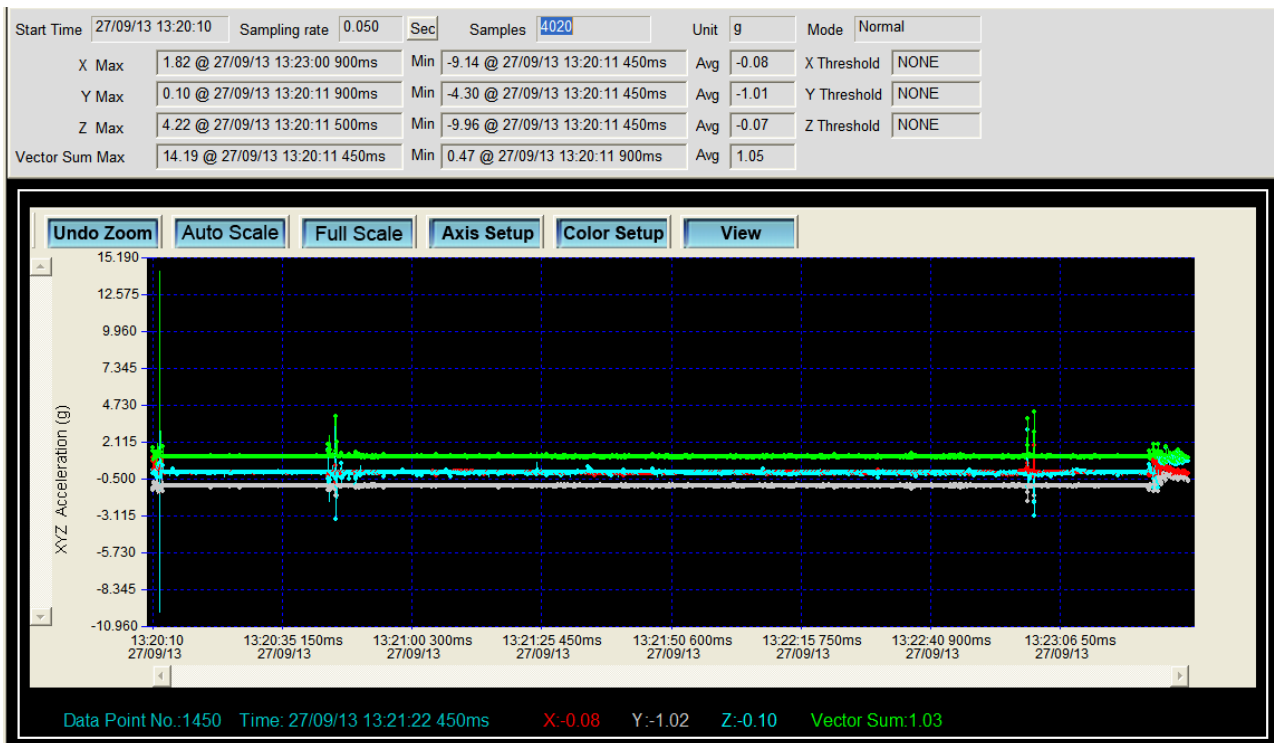 Start Time 27/09/13 13:20:10 Sampling rate 0.050 Sec Samples 4020 Unit g Mode Normal
X Max 1.82 @ 27/09/13 13:23:00 900ms Min -9.14 @ 27/09/13 13:20:11 450ms Avg -0.08 X Threshold NONE
Y Max 0.10 @ 27/09/13 13:20:11 900ms Min -4.30 @ 27/09/13 13:20:11 450ms Avg -1.01 Y Threshold NONE
Z Max 4.22 @ 27/09/13 13:20:11 500ms Min -9.96 @ 27/09/13 13:20:11 450ms Avg -0.07 Z Threshold NONE
Vector Sum Max 14.19 @ 27/09/13 13:20:11 450ms Min 0.47 @ 27/09/13 13:20:11 900ms Avg 1.05
Undo Zoom Auto Scale Full Scale Axis Setup Color Setup View
15.190
12.575
9.960
7.345
4.730
2.115
-0.500
-3.115
-5.730
-8.345
-10.960
XYZ Acceleration (g)
13:20:10 13:20:35 150ms 13:21:00 300ms 13:21:25 450ms 13:21:50 600ms 13:22:15 750ms 13:22:40 900ms 13:23:06 50ms
27/09/13 27/09/13 27/09/13 27/09/13 27/09/13 27/09/13 27/09/13 27/09/13
Data Point No.:1450 Time: 27/09/13 13:21:22 450ms X:-0.08 Y:-1.02 Z:-0.10 Vector Sum:1.03